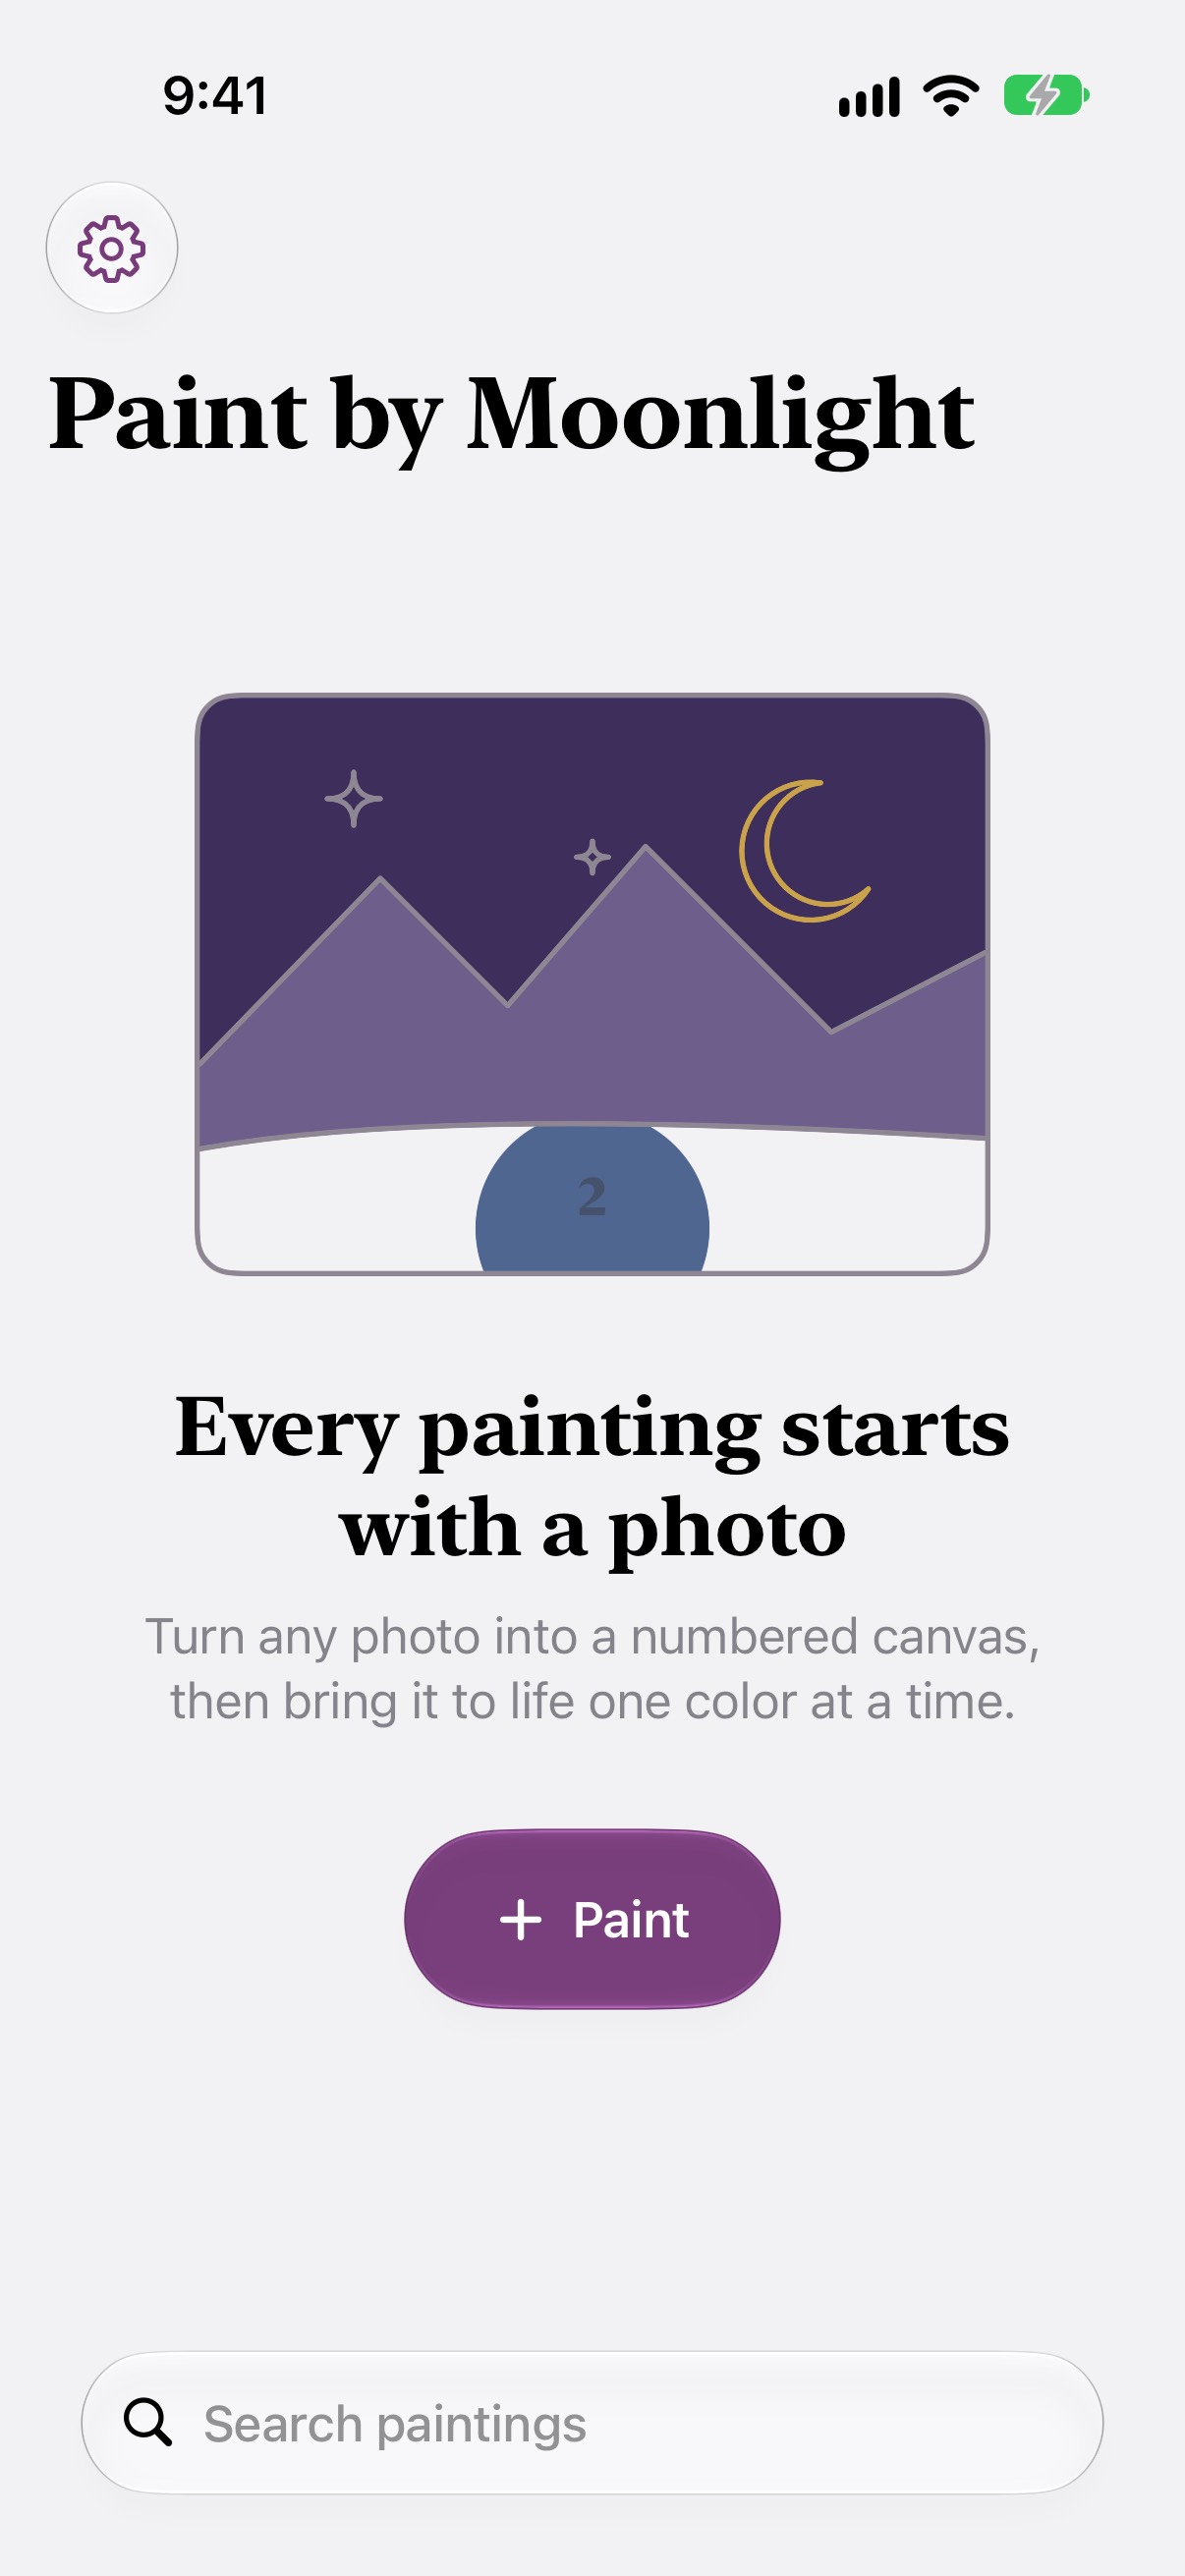 9:41
Paint by Moonlight
2
Every painting starts
with a photo
Turn any photo into a numbered canvas,
then bring it to life one color at a time.
+ Paint
Search paintings